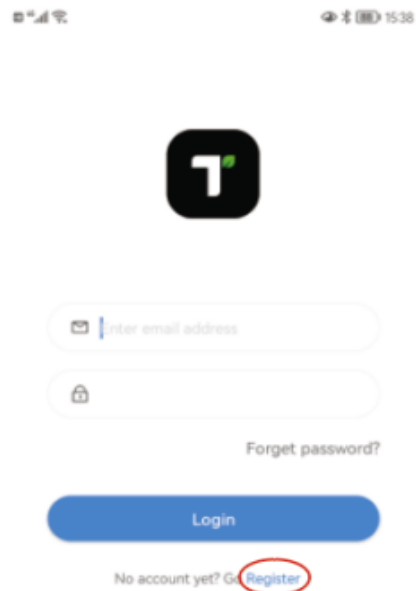 15:38
T
Enter email address
Forget password?
Login
No account yet? Go Register